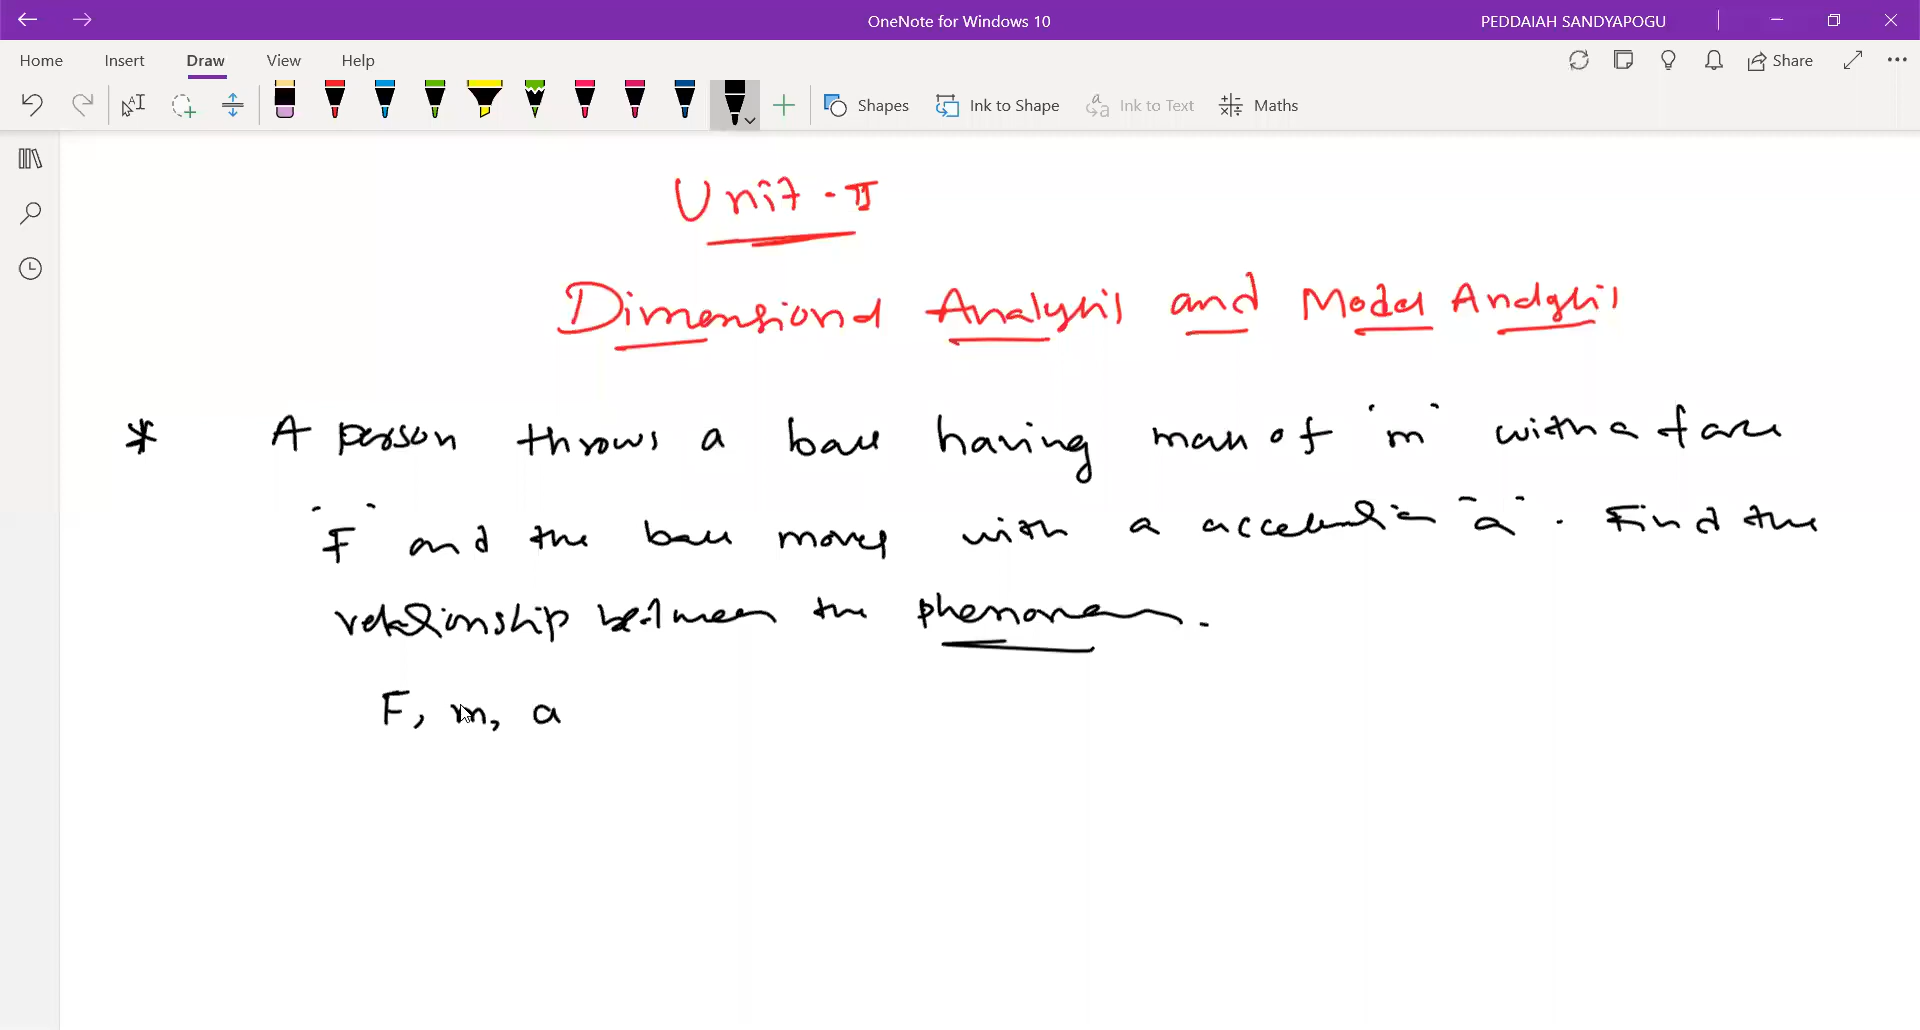 OneNote for Windows 10
PEDDAIAH SANDYAPOGU
Home Insert Draw View Help
Share
Shapes Ink to Shape Ink to Text Maths
Unit - II
Dimensional Analysis and Model Analysis
* A person throws a ball having mass of "m" with a force
"F" and the ball moves with a acceleration "a". Find the
relationship between the phenomena.
F, m, a